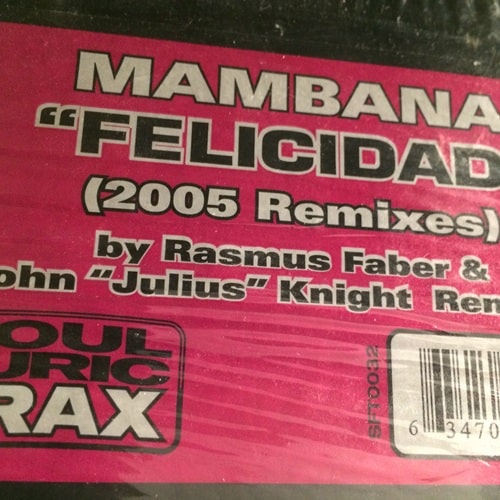 MAMBANA
“FELICIDAD
(2005 Remixes)
by Rasmus Faber &
ohn “Julius” Knight Rem
OUL
URIC
RAX
SFT0032
6 3470